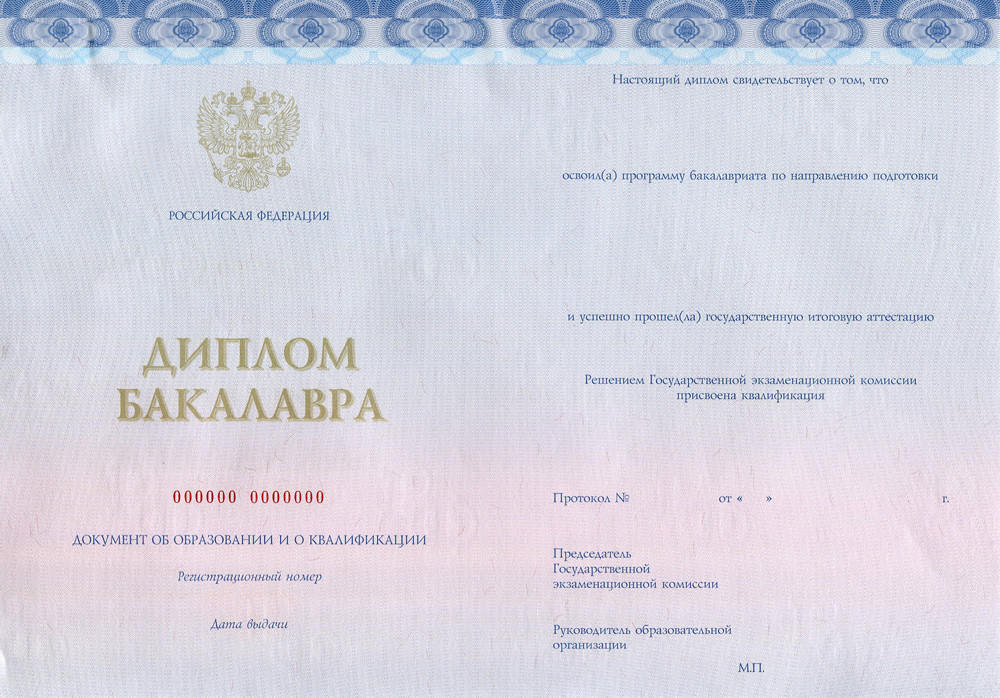 РОССИЙСКАЯ ФЕДЕРАЦИЯ
ДИПЛОМ
БАКАЛАВРА
000000 0000000
ДОКУМЕНТ ОБ ОБРАЗОВАНИИ И О КВАЛИФИКАЦИИ
Регистрационный номер
Дата выдачи
Настоящий диплом свидетельствует о том, что
освоил(а) программу бакалавриата по направлению подготовки
и успешно прошел(ла) государственную итоговую аттестацию
Решением Государственной экзаменационной комиссии
присвоена квалификация
Протокол № от « » г.
Председатель
Государственной
экзаменационной комиссии
Руководитель образовательной
организации
М.П.